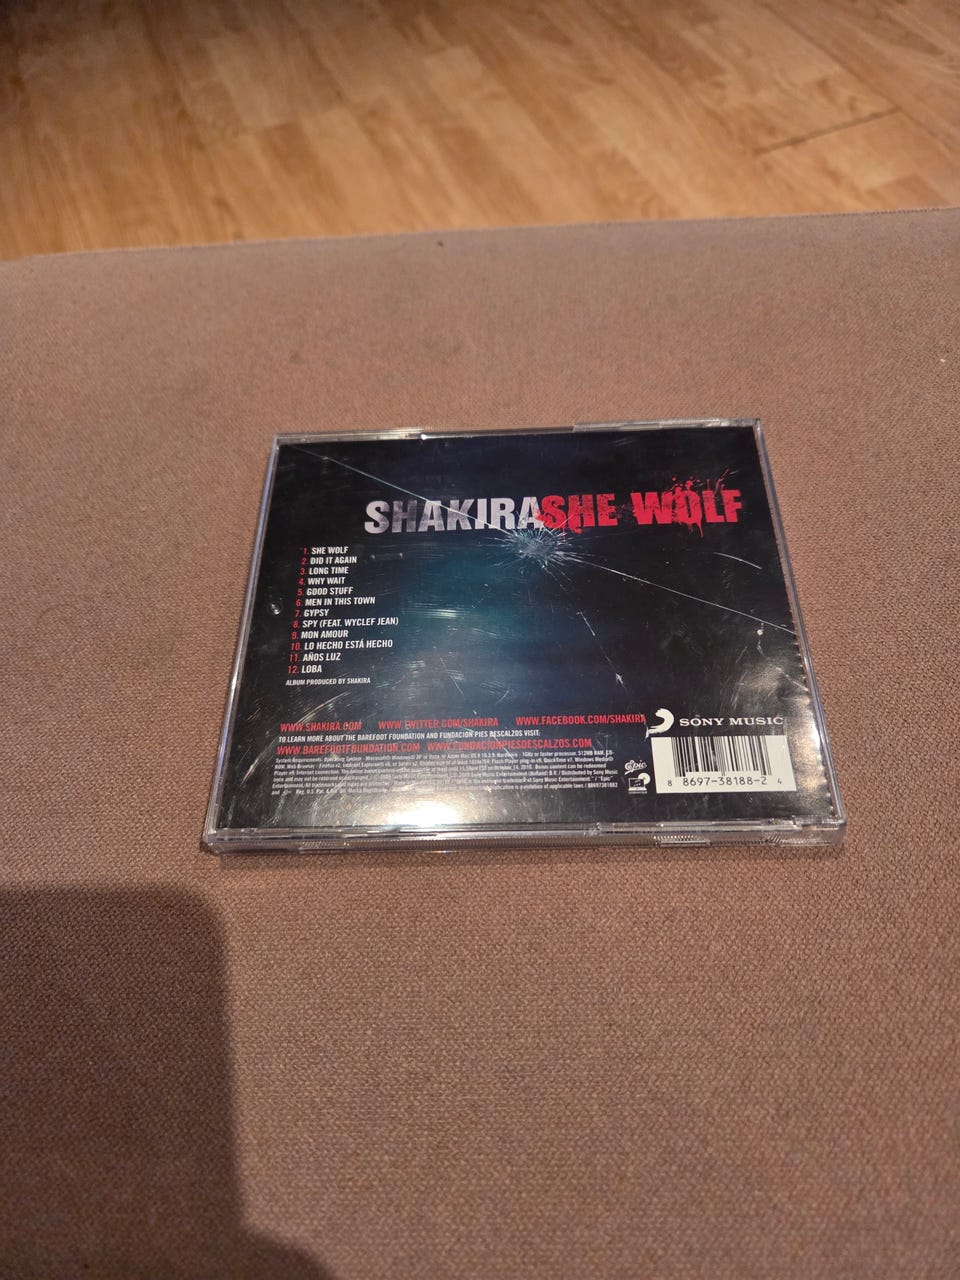 SHAKIRA SHE WOLF
1. SHE WOLF
2. DID IT AGAIN
3. LONG TIME
4. WHY WAIT
5. GOOD STUFF
6. MEN IN THIS TOWN
7. GYPSY
8. SPY (FEAT. WYCLEF JEAN)
9. MON AMOUR
10. LO HECHO ESTÁ HECHO
11. AÑOS LUZ
12. LOBA
ALBUM PRODUCED BY SHAKIRA
WWW.SHAKIRA.COM WWW.TWITTER.COM/SHAKIRA WWW.FACEBOOK.COM/SHAKIRA
TO LEARN MORE ABOUT THE BAREFOOT FOUNDATION AND FUNDACION PIES DESCALZOS VISIT:
WWW.BAREFOOTFOUNDATION.COM WWW.FUNDACIONPIESDESCALZOS.COM
SONY MUSIC
Epic
8 8697-38188-2 4